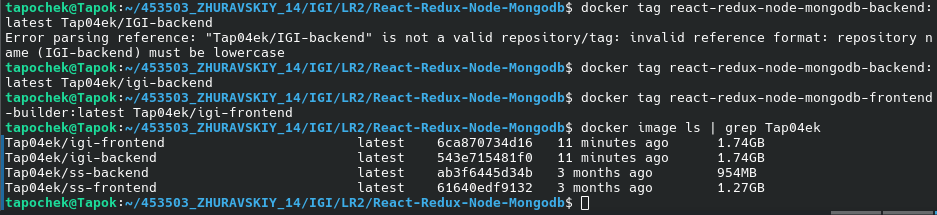 tapochek@Tapok:~/453503_ZHURAVSKIY_14/IGI/LR2/React-Redux-Node-Mongodb$ docker tag react-redux-node-mongodb-backend:
latest Tap04ek/IGI-backend
Error parsing reference: "Tap04ek/IGI-backend" is not a valid repository/tag: invalid reference format: repository n
ame (IGI-backend) must be lowercase
tapochek@Tapok:~/453503_ZHURAVSKIY_14/IGI/LR2/React-Redux-Node-Mongodb$ docker tag react-redux-node-mongodb-backend:
latest Tap04ek/igi-backend
tapochek@Tapok:~/453503_ZHURAVSKIY_14/IGI/LR2/React-Redux-Node-Mongodb$ docker tag react-redux-node-mongodb-frontend
-builder:latest Tap04ek/igi-frontend
tapochek@Tapok:~/453503_ZHURAVSKIY_14/IGI/LR2/React-Redux-Node-Mongodb$ docker image ls | grep Tap04ek
Tap04ek/igi-frontend latest 6ca870734d16 11 minutes ago 1.74GB
Tap04ek/igi-backend latest 543e715481f0 11 minutes ago 1.74GB
Tap04ek/ss-backend latest ab3f6445d34b 3 months ago 954MB
Tap04ek/ss-frontend latest 61640edf9132 3 months ago 1.27GB
tapochek@Tapok:~/453503_ZHURAVSKIY_14/IGI/LR2/React-Redux-Node-Mongodb$